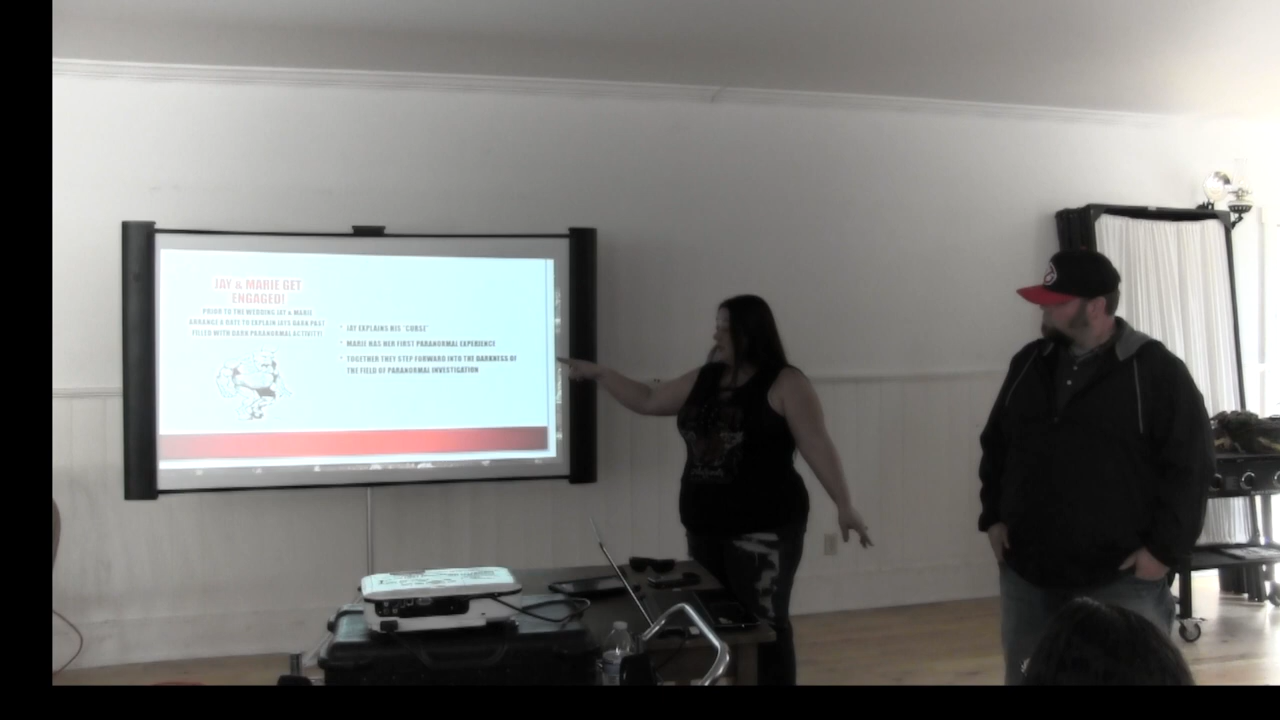 JAY & MARIE GET
ENGAGED!
PRIOR TO THE WEDDING JAY & MARIE
ARRANGE A DATE TO EXPLAIN JAYS DARK PAST
FILLED WITH DARK PARANORMAL ACTIVITY!
• JAY EXPLAINS HIS "CURSE"
• MARIE HAS HER FIRST PARANORMAL EXPERIENCE
• TOGETHER THEY STEP FORWARD INTO THE DARKNESS OF
THE FIELD OF PARANORMAL INVESTIGATION